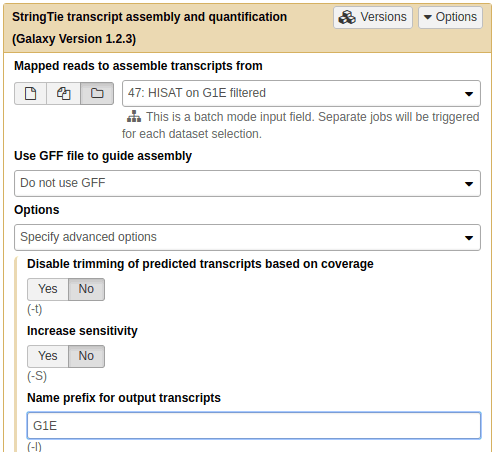 StringTie transcript assembly and quantification
(Galaxy Version 1.2.3)
Versions
Options
Mapped reads to assemble transcripts from
47: HISAT on G1E filtered
This is a batch mode input field. Separate jobs will be triggered
for each dataset selection.
Use GFF file to guide assembly
Do not use GFF
Options
Specify advanced options
Disable trimming of predicted transcripts based on coverage
Yes No
(-t)
Increase sensitivity
Yes No
(-S)
Name prefix for output transcripts
G1E
(-l)